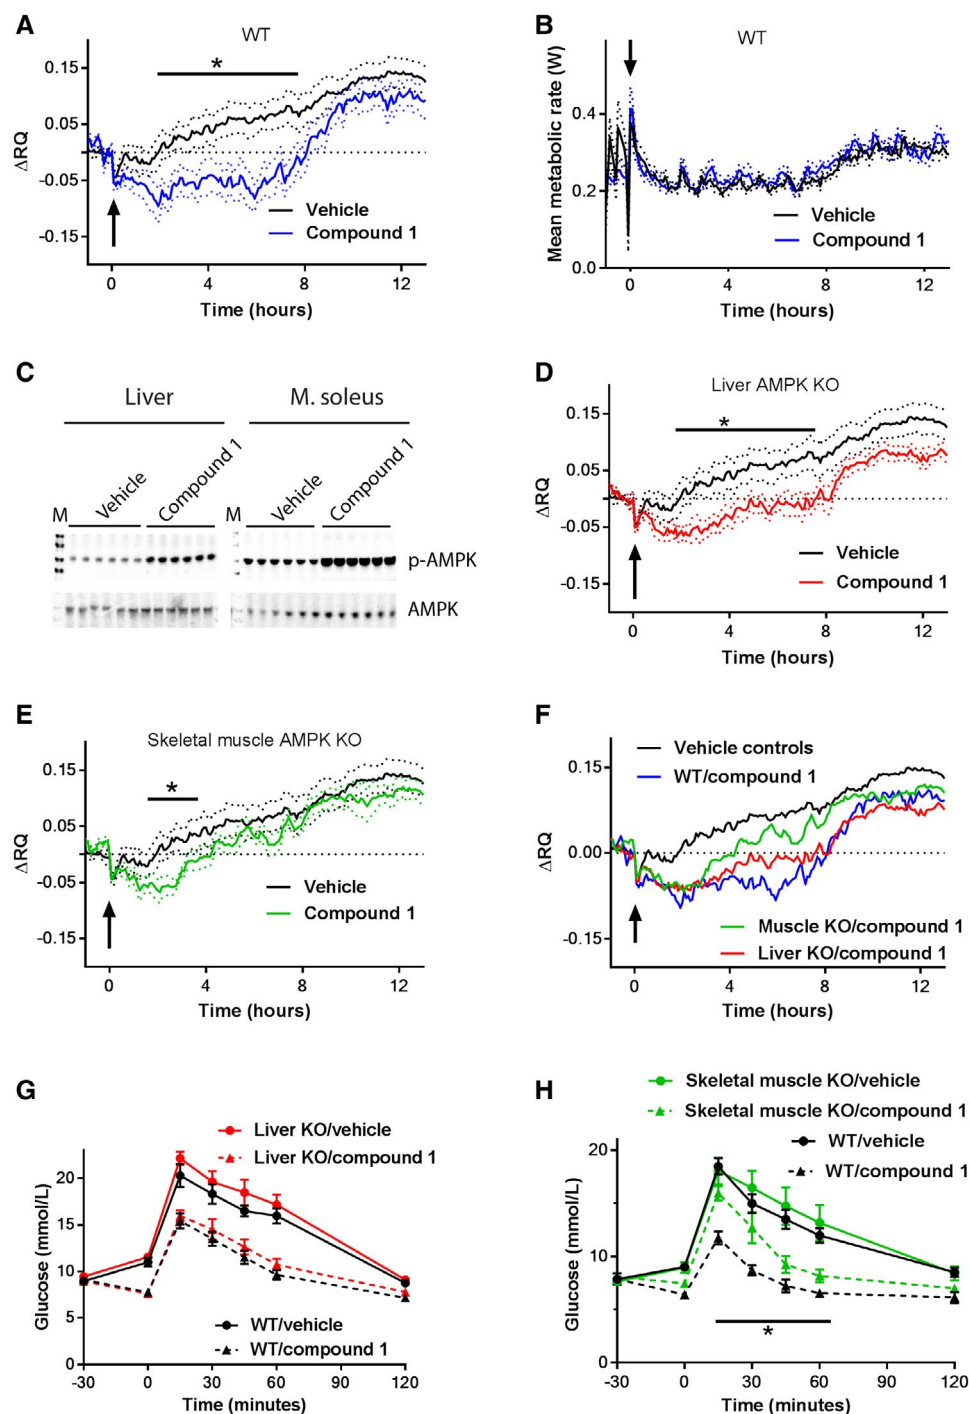 A
WT
*
0.15
0.05
-0.05
-0.15
ΔRQ
Vehicle
Compound 1
0 4 8 12
Time (hours)
B
WT
Mean metabolic rate (W)
0.4
0.2
0.0
Vehicle
Compound 1
0 4 8 12
Time (hours)
C
Liver M. soleus
M Vehicle Compound 1 M Vehicle Compound 1
p-AMPK
AMPK
D
Liver AMPK KO
*
0.15
0.05
-0.05
-0.15
ΔRQ
Vehicle
Compound 1
0 4 8 12
Time (hours)
E
Skeletal muscle AMPK KO
*
0.15
0.05
-0.05
-0.15
ΔRQ
Vehicle
Compound 1
0 4 8 12
Time (hours)
F
Vehicle controls
WT/compound 1
0.15
0.00
-0.15
ΔRQ
Muscle KO/compound 1
Liver KO/compound 1
0 4 8 12
Time (hours)
G
Liver KO/vehicle
Liver KO/compound 1
20
15
10
5
0
Glucose (mmol/L)
WT/vehicle
WT/compound 1
-30 0 30 60 90 120
Time (minutes)
H
Skeletal muscle KO/vehicle
Skeletal muscle KO/compound 1
WT/vehicle
WT/compound 1
20
10
0
Glucose (mmol/L)
*
-30 0 30 60 90 120
Time (minutes)